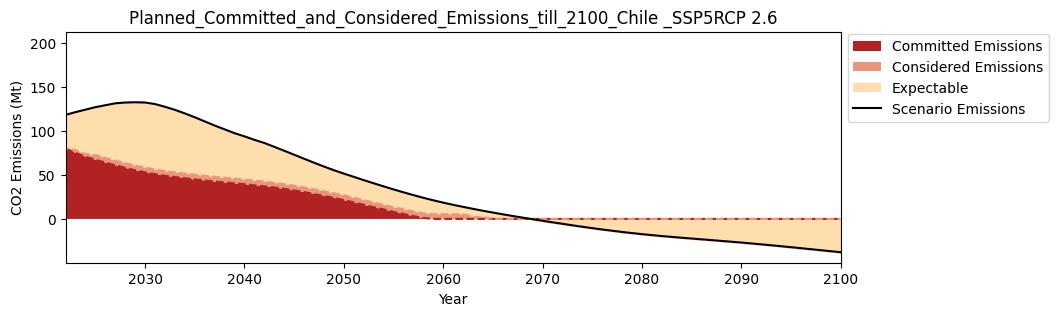 Planned_Committed_and_Considered_Emissions_till_2100_Chile _SSP5RCP 2.6
CO2 Emissions (Mt)
200
150
100
50
0
2030 2040 2050 2060 2070 2080 2090 2100
Year
Committed Emissions
Considered Emissions
Expectable
Scenario Emissions